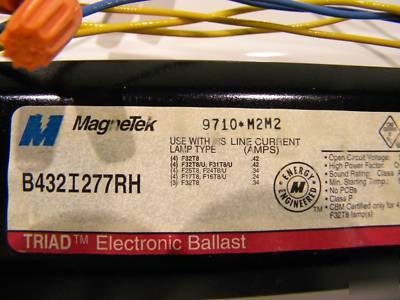 MagneTek
9710*M2M2
USE WITH #/S LINE CURRENT
LAMP TYPE (AMPS)
(4) F32T8 .42
(4) F32T8/U, F31T8/U .42
(4) F25T8, F24T8/U .34
(4) F17T8, F16T8/U .24
(3) F32T8 .34
B432I277RH
ENERGY
ENGINEERED
M
Open Circuit Voltage:
High Power Factor:
Sound Rating: Class
Min. Starting Temp.:
No PCBs
Class P
CBM Certified only for 4
F32T8 lamp(s)
TRIAD™ Electronic Ballast